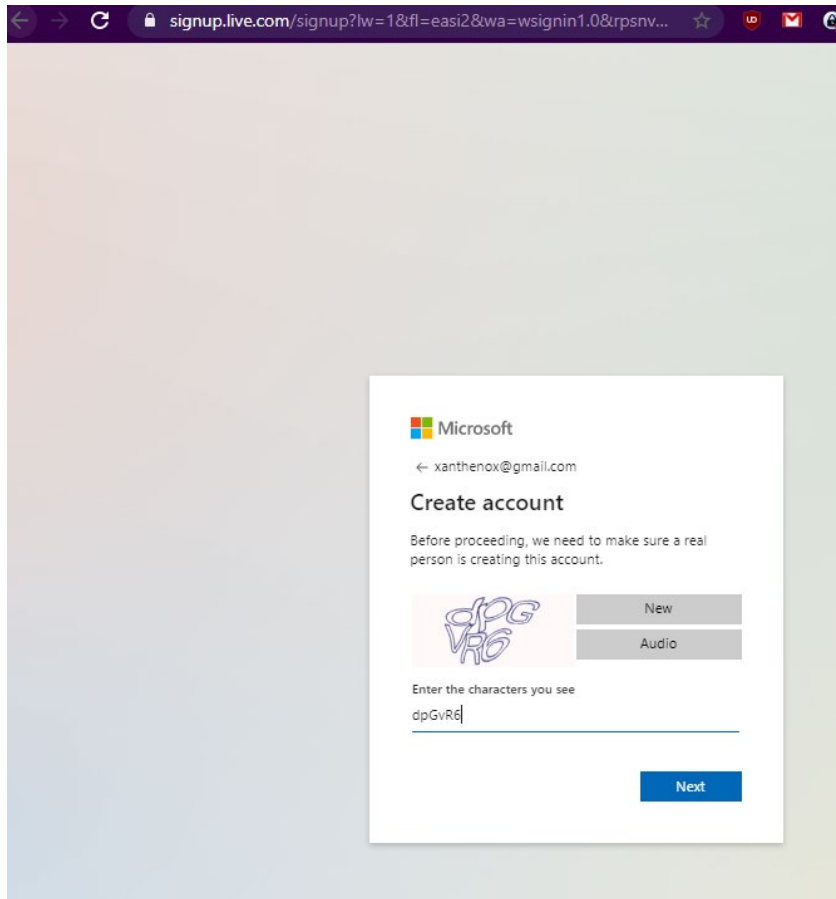 signup.live.com/signup?lw=1&fl=easi2&wa=wsignin1.0&rpsnv...
Microsoft
← xanthenox@gmail.com
Create account
Before proceeding, we need to make sure a real
person is creating this account.
New
Audio
Enter the characters you see
dpGvR6
Next